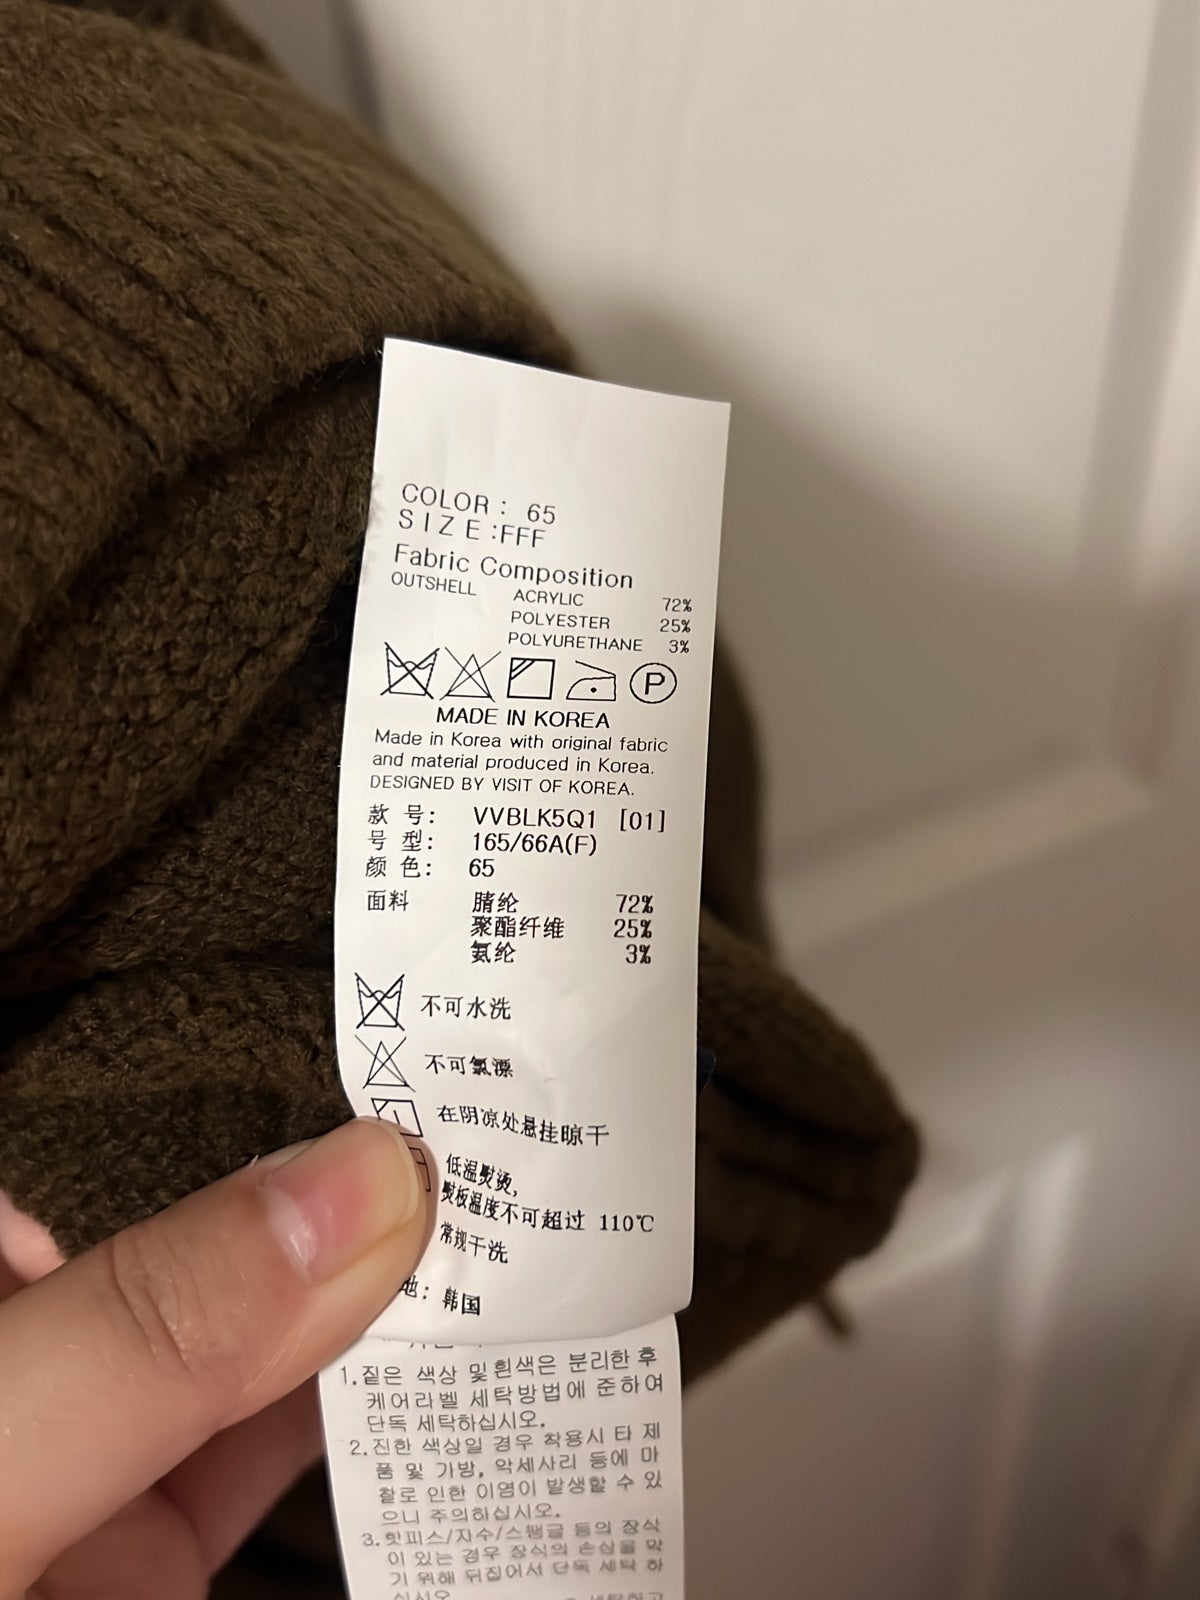 COLOR : 65
SIZE :FFF
Fabric Composition
OUTSHELL ACRYLIC 72%
POLYESTER 25%
POLYURETHANE 3%
P
MADE IN KOREA
Made in Korea with original fabric
and material produced in Korea.
DESIGNED BY VISIT OF KOREA.
款 号: VVBLK5Q1 [01]
号 型: 165/66A(F)
颜 色: 65
面料 腈纶 72%
聚酯纤维 25%
氨纶 3%
不可水洗
不可氯漂
在阴凉处悬挂晾干
低温熨烫,
熨板温度不可超过 110℃
常规干洗
地: 韩国
1.짙은 색상 및 흰색은 분리한 후
케어라벨 세탁방법에 준하여
단독 세탁하십시오.
2.진한 색상일 경우 착용시 타 제
품 및 가방, 악세사리 등에 마
찰로 인한 이염이 발생할 수 있
으니 주의하십시오.
3.핫피스/자수/스팽글 등의 장식
이 있는 경우 장식의 손상을 막
기 위해 뒤집어서 단독 세탁 하
십시오.